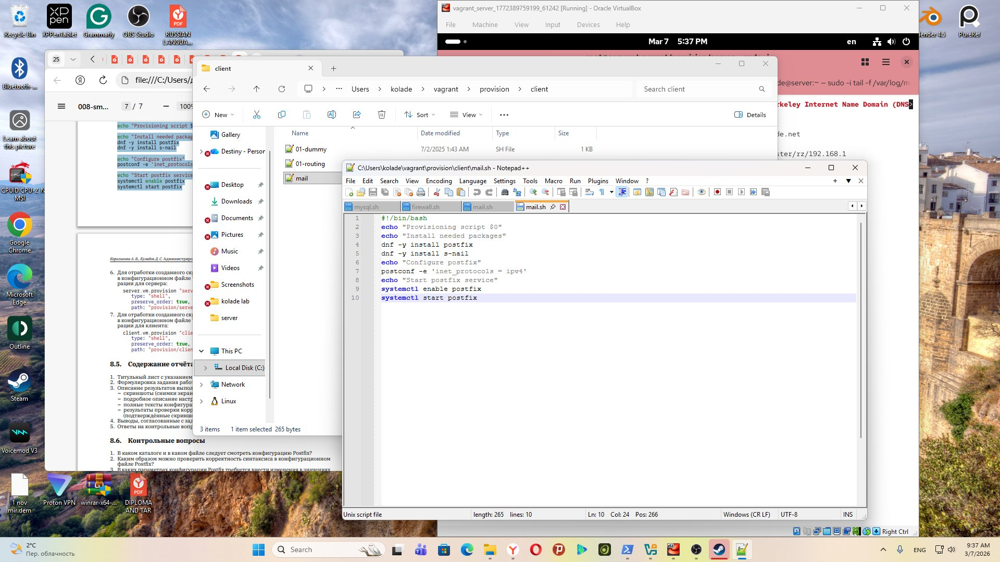 Recycle Bin
XPPenTablet
Grammarly
OBS Studio
RUSSIAN
LANGUA...
Bluetooth-...
Learn about
this picture
CPUID CPU-Z N
MSI
Google
Chrome
Microsoft
Edge
Outline
Steam
Voicemod V3
1 nov
mir.dem
Proton VPN
winrar-x64-...
DIPLOMA
AND TAR
PureRef
25
file:///C:/Users/
008-sm...
7 / 7
echo "Provisioning script $
echo "Install needed packag
dnf -y install postfix
dnf -y install s-nail
echo "Configure postfix"
postconf -e 'inet_protocols
echo "Start postfix service
systemctl enable postfix
systemctl start postfix
Королькова А. В., Кулябов Д. С. Администриро
6. Для отработки созданного ск
в конфигурационном файле
рации для сервера:
server.vm.provision "serv
type: "shell",
preserve_order: true,
path: "provision/serve
7. Для отработки созданного ск
в конфигурационном файле
рации для клиента:
client.vm.provision "clie
type: "shell",
preserve_order: true,
path: "provision/clien
8.5. Содержание отчёта
1. Титульный лист с указанием
2. Формулировка задания рабо
3. Описание результатов выпол
– скриншоты (снимки экран
– подробное описание настр
– полные тексты конфигура
– результаты проверки корр
(подтверждённые скриншо
4. Выводы, согласованные с зад
5. Ответы на контрольные вопр
8.6. Контрольные вопросы
1. В каком каталоге и в каком файле следует смотреть конфигурацию Postfix?
2. Каким образом можно проверить корректность синтаксиса в конфигурационном
файле Postfix?
3. В каких параметрах конфигурации Postfix требуется внести изменения в значениях
client
Users
kolade
vagrant
provision
client
Search client
New
Sort
View
Details
Gallery
Destiny - Person
Desktop
Downloads
Documents
Pictures
Music
Videos
Screenshots
kolade lab
server
This PC
Local Disk (C:)
Network
Linux
Name
Date modified
Type
Size
01-dummy
7/2/2025 1:43 AM
SH File
1 KB
01-routing
mail
3 items
1 item selected 265 bytes
vagrant_server_1772389759199_61242 [Running] - Oracle VirtualBox
File Machine View Input Devices Help
Mar 7 5:37 PM
en
de@server:~ — sudo -i tail -f /var/log/m
rkeley Internet Name Domain (DNS>
de.net
ster/rz/192.168.1
Right Ctrl
C:\Users\kolade\vagrant\provision\client\mail.sh - Notepad++
File Edit Search View Encoding Language Settings Tools Macro Run Plugins Window ?
mysql.sh
firewall.sh
mail.sh
mail.sh
1 #!/bin/bash
2 echo "Provisioning script $0"
3 echo "Install needed packages"
4 dnf -y install postfix
5 dnf -y install s-nail
6 echo "Configure postfix"
7 postconf -e 'inet_protocols = ipv4'
8 echo "Start postfix service"
9 systemctl enable postfix
10 systemctl start postfix
Unix script file
length: 265 lines: 10
Ln: 10 Col: 24 Pos: 266
Windows (CR LF)
UTF-8
INS
2°C
Пер. облачность
Search
ENG
9:37 AM
3/7/2026